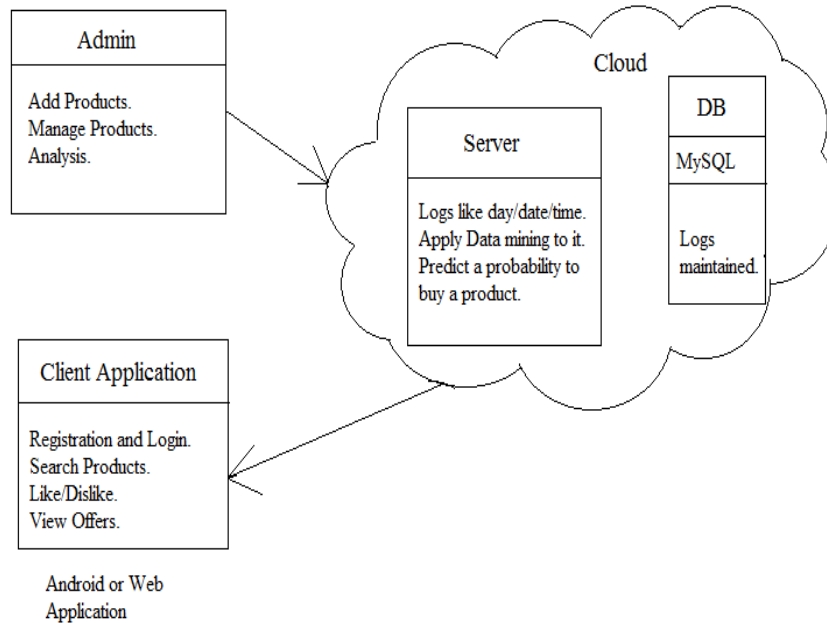 Admin
Add Products.
Manage Products.
Analysis.
Cloud
Server
Logs like day/date/time.
Apply Data mining to it.
Predict a probability to
buy a product.
DB
MySQL
Logs
maintained.
Client Application
Registration and Login.
Search Products.
Like/Dislike.
View Offers.
Android or Web
Application